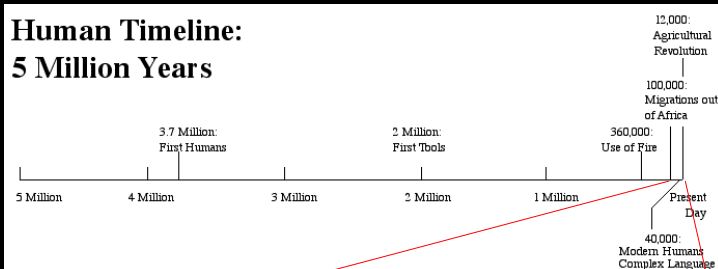 Human Timeline:
5 Million Years
12,000:
Agricultural
Revolution
100,000:
Migrations out
of Africa
3.7 Million:
First Humans
2 Million:
First Tools
360,000:
Use of Fire
5 Million
4 Million
3 Million
2 Million
1 Million
Present
Day
40,000:
Modern Humans
Complex Language